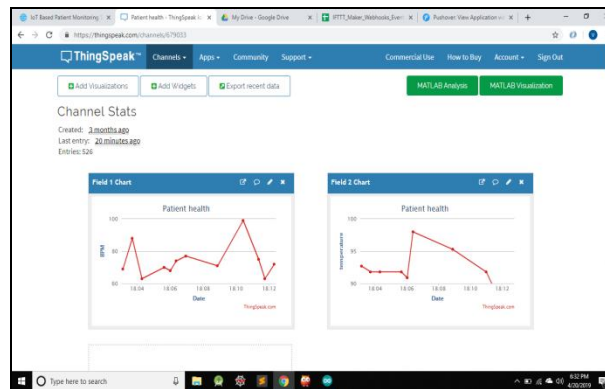 IoT Based Patient Monitoring
Patient health - ThingSpeak Io
My Drive - Google Drive
IFTTT_Maker_Webhooks_Even
Pushover: View Application
https://thingspeak.com/channels/679033
ThingSpeak™
Channels
Apps
Community
Support
Commercial Use
How to Buy
Account
Sign Out
Add Visualizations
Add Widgets
Export recent data
MATLAB Analysis
MATLAB Visualization
Channel Stats
Created: 3 months ago
Last entry: 20 minutes ago
Entries: 526
Field 1 Chart
Patient health
BPM
100
90
80
18:04 18:06 18:08 18:10 18:12
Date
ThingSpeak.com
Field 2 Chart
Patient health
temperature
100
95
90
18:04 18:06 18:08 18:10 18:12
Date
ThingSpeak.com
Type here to search
6:32 PM
4/20/2019